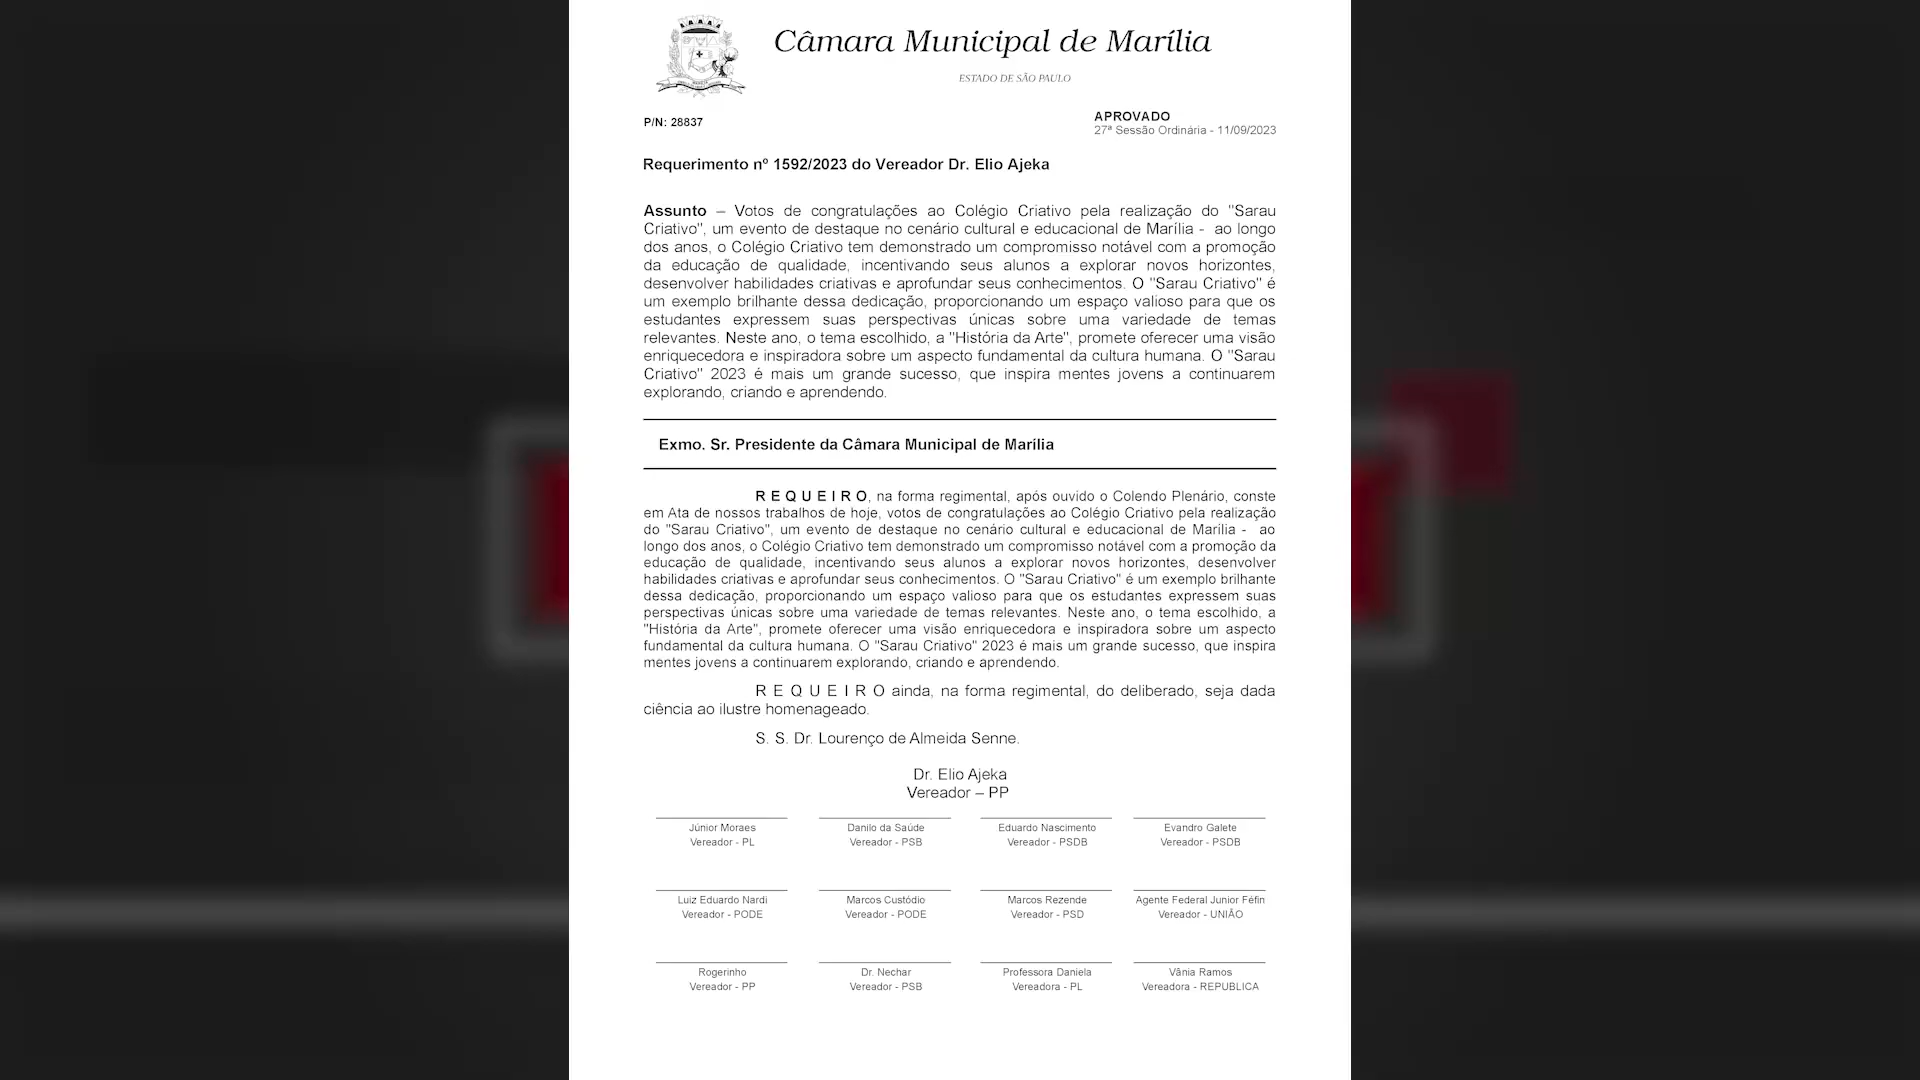 Câmara Municipal de Marília
ESTADO DE SÃO PAULO
P/N: 28837
APROVADO
27ª Sessão Ordinária - 11/09/2023
Requerimento nº 1592/2023 do Vereador Dr. Elio Ajeka
Assunto – Votos de congratulações ao Colégio Criativo pela realização do "Sarau
Criativo", um evento de destaque no cenário cultural e educacional de Marília - ao longo
dos anos, o Colégio Criativo tem demonstrado um compromisso notável com a promoção
da educação de qualidade, incentivando seus alunos a explorar novos horizontes,
desenvolver habilidades criativas e aprofundar seus conhecimentos. O "Sarau Criativo" é
um exemplo brilhante dessa dedicação, proporcionando um espaço valioso para que os
estudantes expressem suas perspectivas únicas sobre uma variedade de temas
relevantes. Neste ano, o tema escolhido, a "História da Arte", promete oferecer uma visão
enriquecedora e inspiradora sobre um aspecto fundamental da cultura humana. O "Sarau
Criativo" 2023 é mais um grande sucesso, que inspira mentes jovens a continuarem
explorando, criando e aprendendo.
Exmo. Sr. Presidente da Câmara Municipal de Marília
R E Q U E I R O, na forma regimental, após ouvido o Colendo Plenário, conste
em Ata de nossos trabalhos de hoje, votos de congratulações ao Colégio Criativo pela realização
do "Sarau Criativo", um evento de destaque no cenário cultural e educacional de Marília - ao
longo dos anos, o Colégio Criativo tem demonstrado um compromisso notável com a promoção da
educação de qualidade, incentivando seus alunos a explorar novos horizontes, desenvolver
habilidades criativas e aprofundar seus conhecimentos. O "Sarau Criativo" é um exemplo brilhante
dessa dedicação, proporcionando um espaço valioso para que os estudantes expressem suas
perspectivas únicas sobre uma variedade de temas relevantes. Neste ano, o tema escolhido, a
"História da Arte", promete oferecer uma visão enriquecedora e inspiradora sobre um aspecto
fundamental da cultura humana. O "Sarau Criativo" 2023 é mais um grande sucesso, que inspira
mentes jovens a continuarem explorando, criando e aprendendo.
R E Q U E I R O ainda, na forma regimental, do deliberado, seja dada
ciência ao ilustre homenageado.
S. S. Dr. Lourenço de Almeida Senne.
Dr. Elio Ajeka
Vereador – PP
Júnior Moraes Danilo da Saúde Eduardo Nascimento Evandro Galete
Vereador - PL Vereador - PSB Vereador - PSDB Vereador - PSDB
Luiz Eduardo Nardi Marcos Custódio Marcos Rezende Agente Federal Junior Féfin
Vereador - PODE Vereador - PODE Vereador - PSD Vereador - UNIÃO
Rogerinho Dr. Nechar Professora Daniela Vânia Ramos
Vereador - PP Vereador - PSB Vereadora - PL Vereadora - REPUBLICA